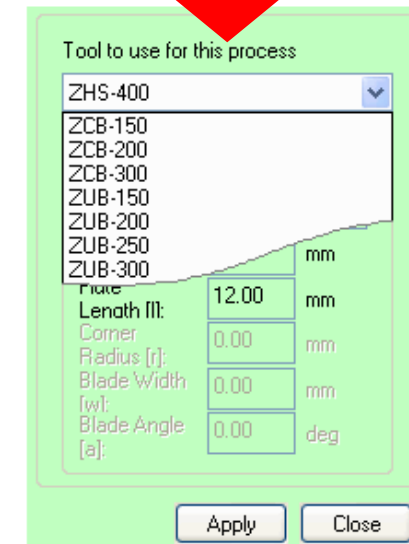 Tool to use for this process
ZHS-400
ZCB-150
ZCB-200
ZCB-300
ZUB-150
ZUB-200
ZUB-250
ZUB-300
mm
Flute
Length [l]: 12.00 mm
Corner
Radius [r]: 0.00 mm
Blade Width
[w]: 0.00 mm
Blade Angle
[a]: 0.00 deg
Apply Close